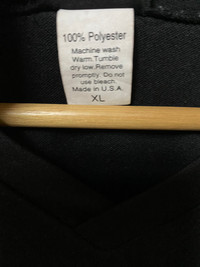 100% Polyester
Machine wash
Warm.Tumble
dry low.Remove
promptly. Do not
use bleach.
Made in U.S.A.
XL